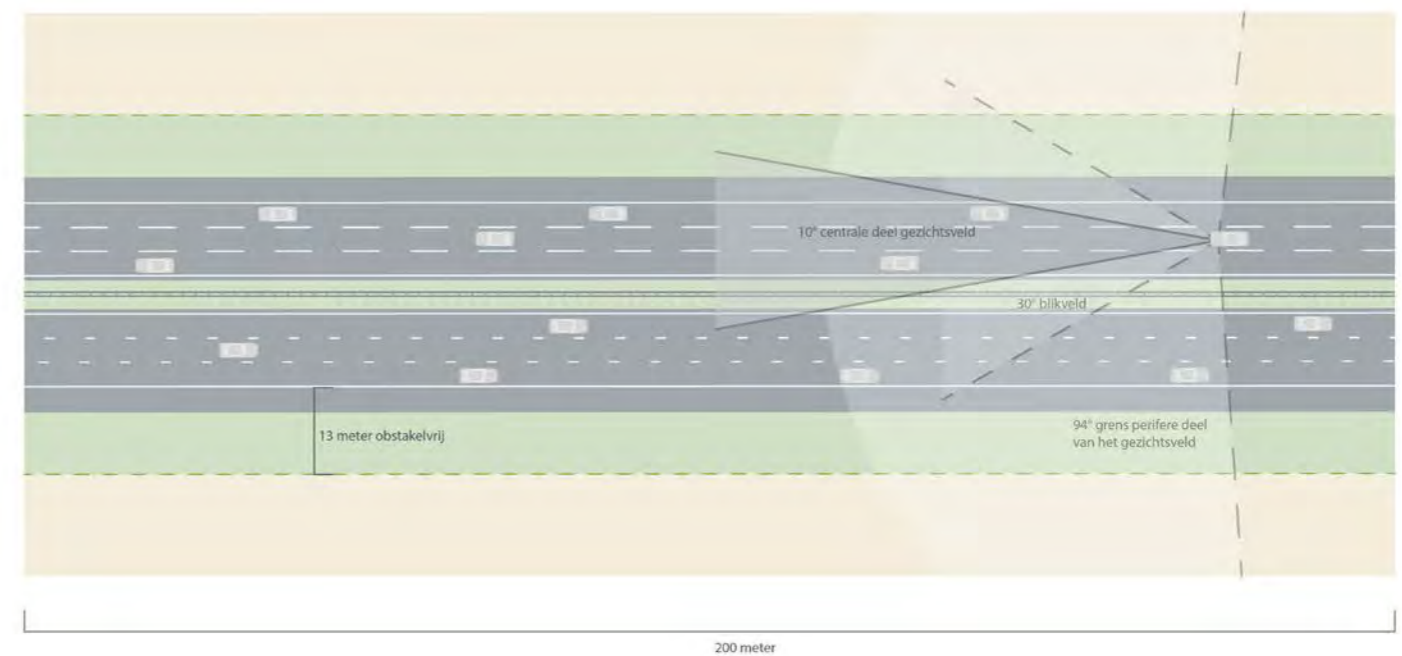 10° centrale deel gezichtsveld
30° blikveld
94° grens perifere deel
van het gezichtsveld
13 meter obstakelvrij
200 meter